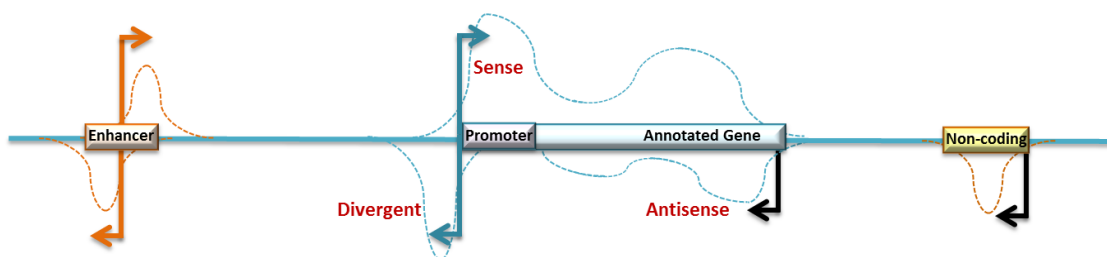 Sense
Enhancer
Promoter
Annotated Gene
Non-coding
Divergent
Antisense